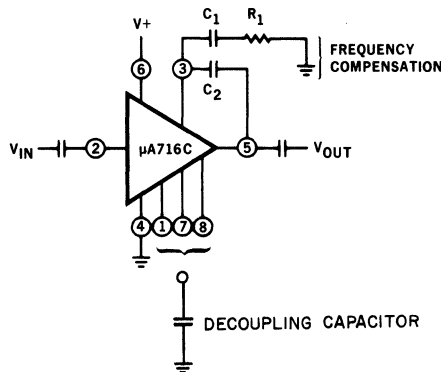 V+
C1
R1
6
3
C2
FREQUENCY
COMPENSATION
VIN
2
μA716C
5
VOUT
4
1
7
8
DECOUPLING CAPACITOR